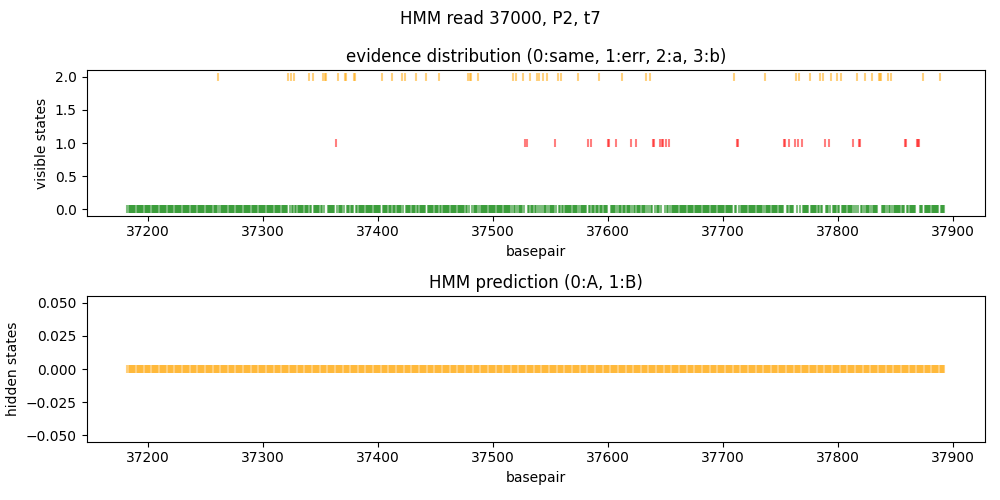 HMM read 37000, P2, t7
evidence distribution (0:same, 1:err, 2:a, 3:b)
visible states
2.0
1.5
1.0
0.5
0.0
37200 37300 37400 37500 37600 37700 37800 37900
basepair
HMM prediction (0:A, 1:B)
hidden states
0.050
0.025
0.000
−0.025
−0.050
37200 37300 37400 37500 37600 37700 37800 37900
basepair